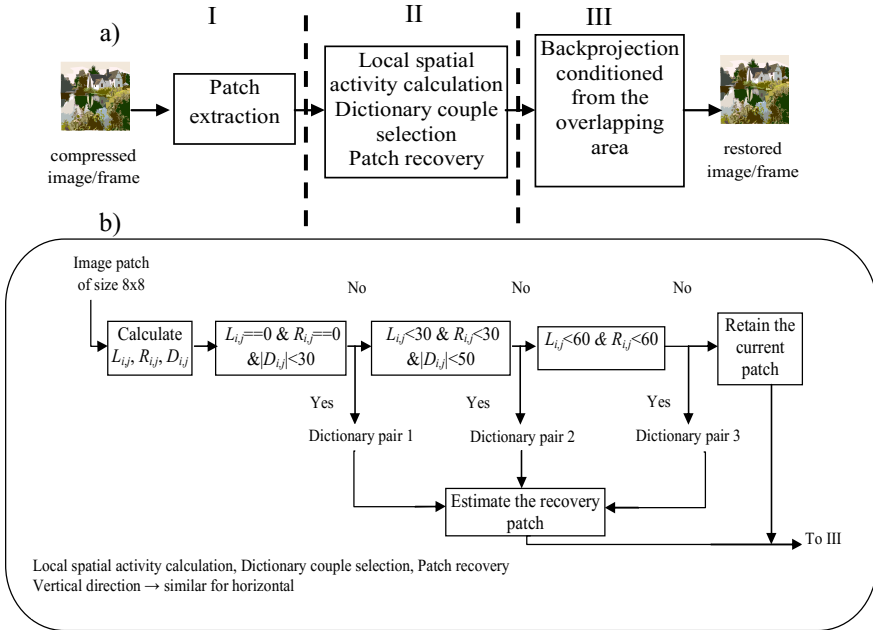 I
II
III
a)
Patch
extraction
Local spatial
activity calculation
Dictionary couple
selection
Patch recovery
Backprojection
conditioned
from the
overlapping
area
compressed
image/frame
restored
image/frame
b)
Image patch
of size 8x8
No
No
No
Calculate
Li,j, Ri,j, Di,j
Li,j==0 & Ri,j==0
&|Di,j|<30
Li,j<30 & Ri,j<30
&|Di,j|<50
Li,j<60 & Ri,j<60
Retain the
current
patch
Yes
Yes
Yes
Dictionary pair 1
Dictionary pair 2
Dictionary pair 3
Estimate the recovery
patch
To III
Local spatial activity calculation, Dictionary couple selection, Patch recovery
Vertical direction → similar for horizontal